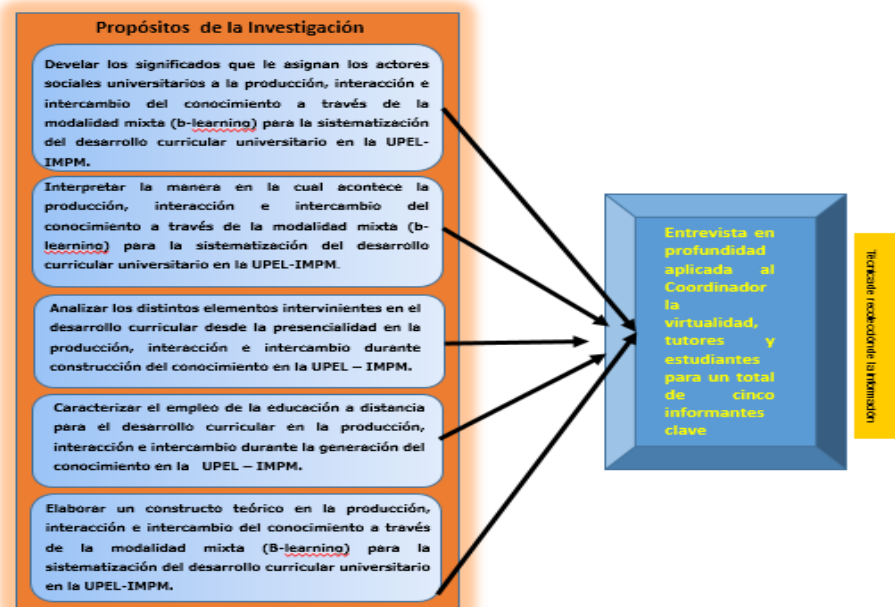 Propósitos de la Investigación
Develar los significados que le asignan los actores
sociales universitarios a la producción, interacción e
intercambio del conocimiento a través de la
modalidad mixta (b-learning) para la sistematización
del desarrollo curricular universitario en la UPEL-
IMPM.
Interpretar la manera en la cual acontece la
producción, interacción e intercambio del
conocimiento a través de la modalidad mixta (b-
learning) para la sistematización del desarrollo
curricular universitario en la UPEL-IMPM.
Analizar los distintos elementos intervinientes en el
desarrollo curricular desde la presencialidad en la
producción, interacción e intercambio durante
construcción del conocimiento en la UPEL – IMPM.
Caracterizar el empleo de la educación a distancia
para el desarrollo curricular en la producción,
interacción e intercambio durante la generación del
conocimiento en la UPEL – IMPM.
Elaborar un constructo teórico en la producción,
interacción e intercambio del conocimiento a través
de la modalidad mixta (B-learning) para la
sistematización del desarrollo curricular universitario
en la UPEL-IMPM.
Entrevista en
profundidad
aplicada al
Coordinador
la
virtualidad,
tutores y
estudiantes
para un total
de cinco
informantes
clave
Técnica de recolección de la información